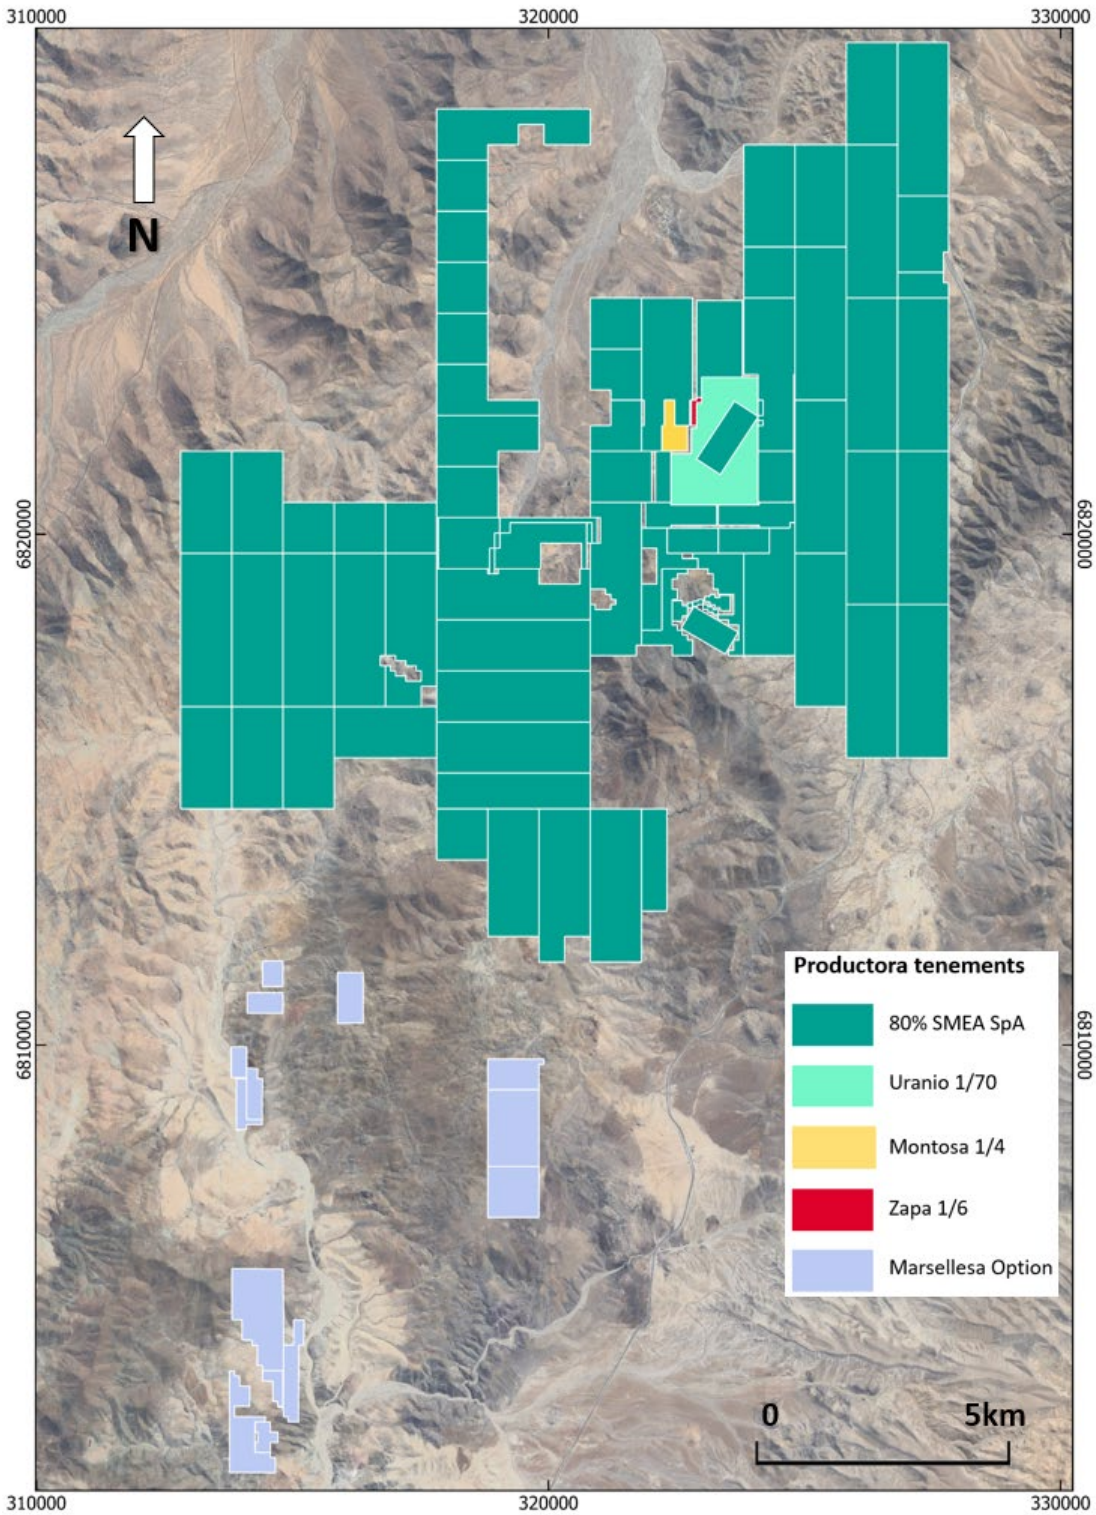 310000 320000 330000
N
6820000 6820000
Productora tenements
80% SMEA SpA
6810000 6810000
Uranio 1/70
Montosa 1/4
Zapa 1/6
Marsellesa Option
0 5km
310000 320000 330000